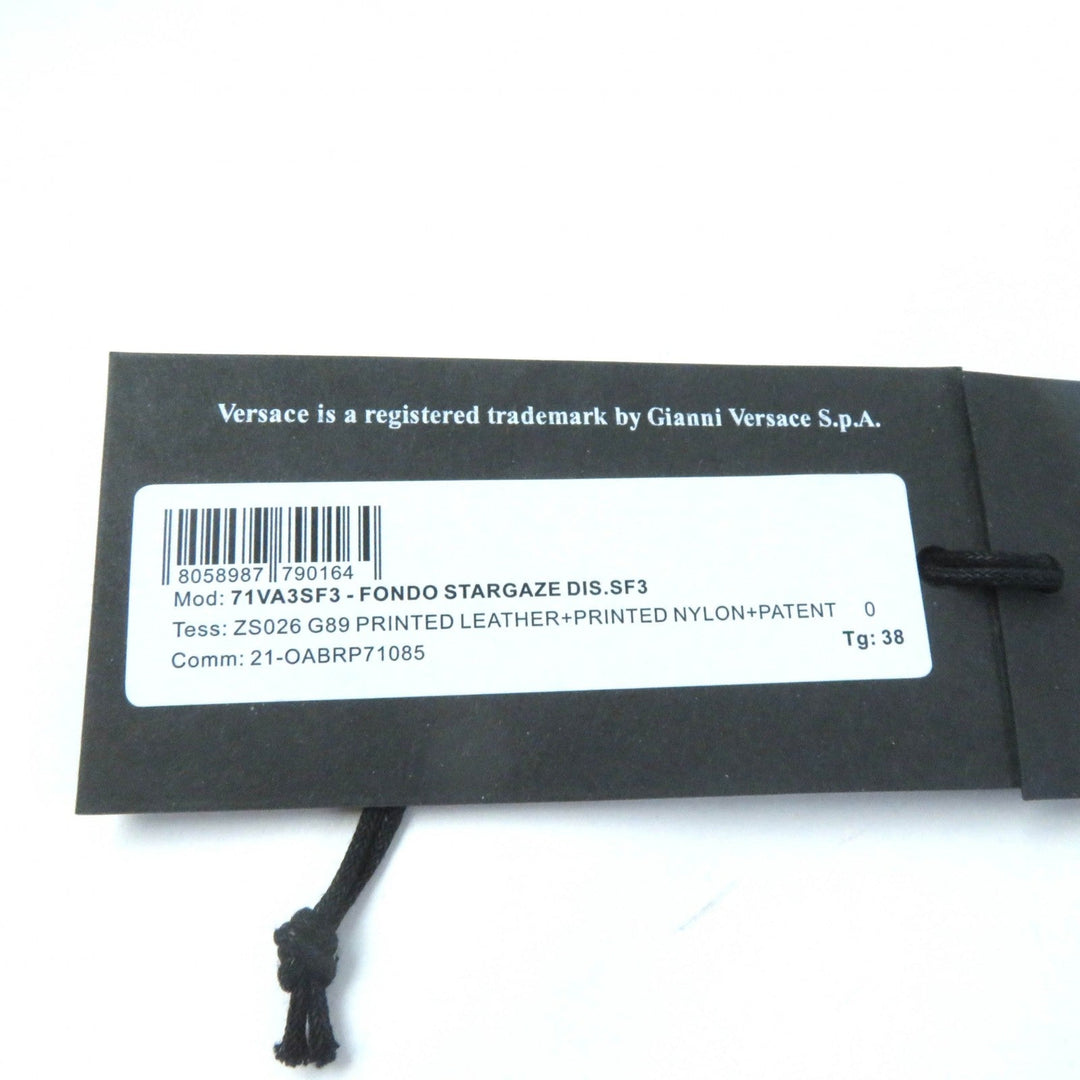 Versace is a registered trademark by Gianni Versace S.p.A.
8058987 790164
Mod: 71VA3SF3 - FONDO STARGAZE DIS.SF3
Tess: ZS026 G89 PRINTED LEATHER+PRINTED NYLON+PATENT 0
Tg: 38
Comm: 21-OABRP71085